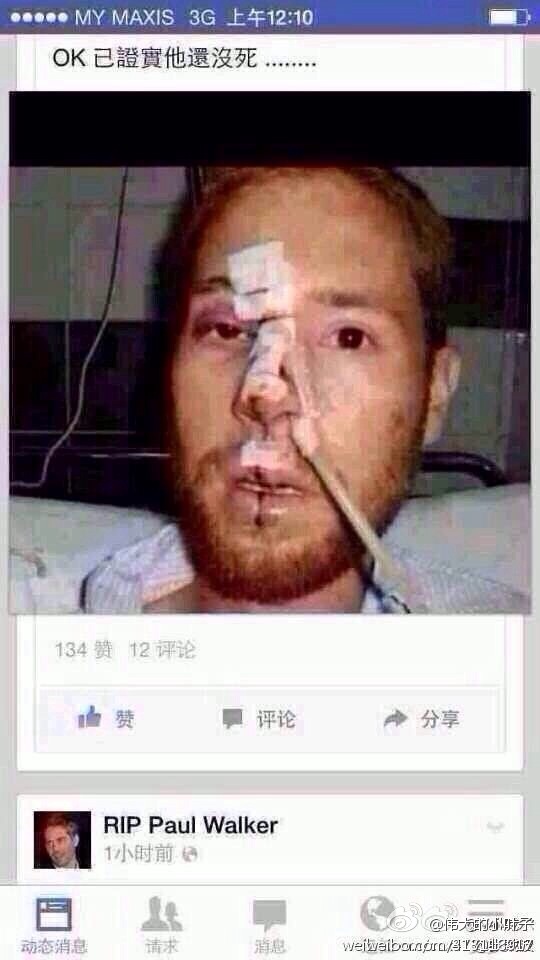 MY MAXIS 3G 上午12:10
OK 己證實他還沒死 ........
134 赞 12 评论
赞 评论 分享
RIP Paul Walker
1小时前
动态消息 请求 消息